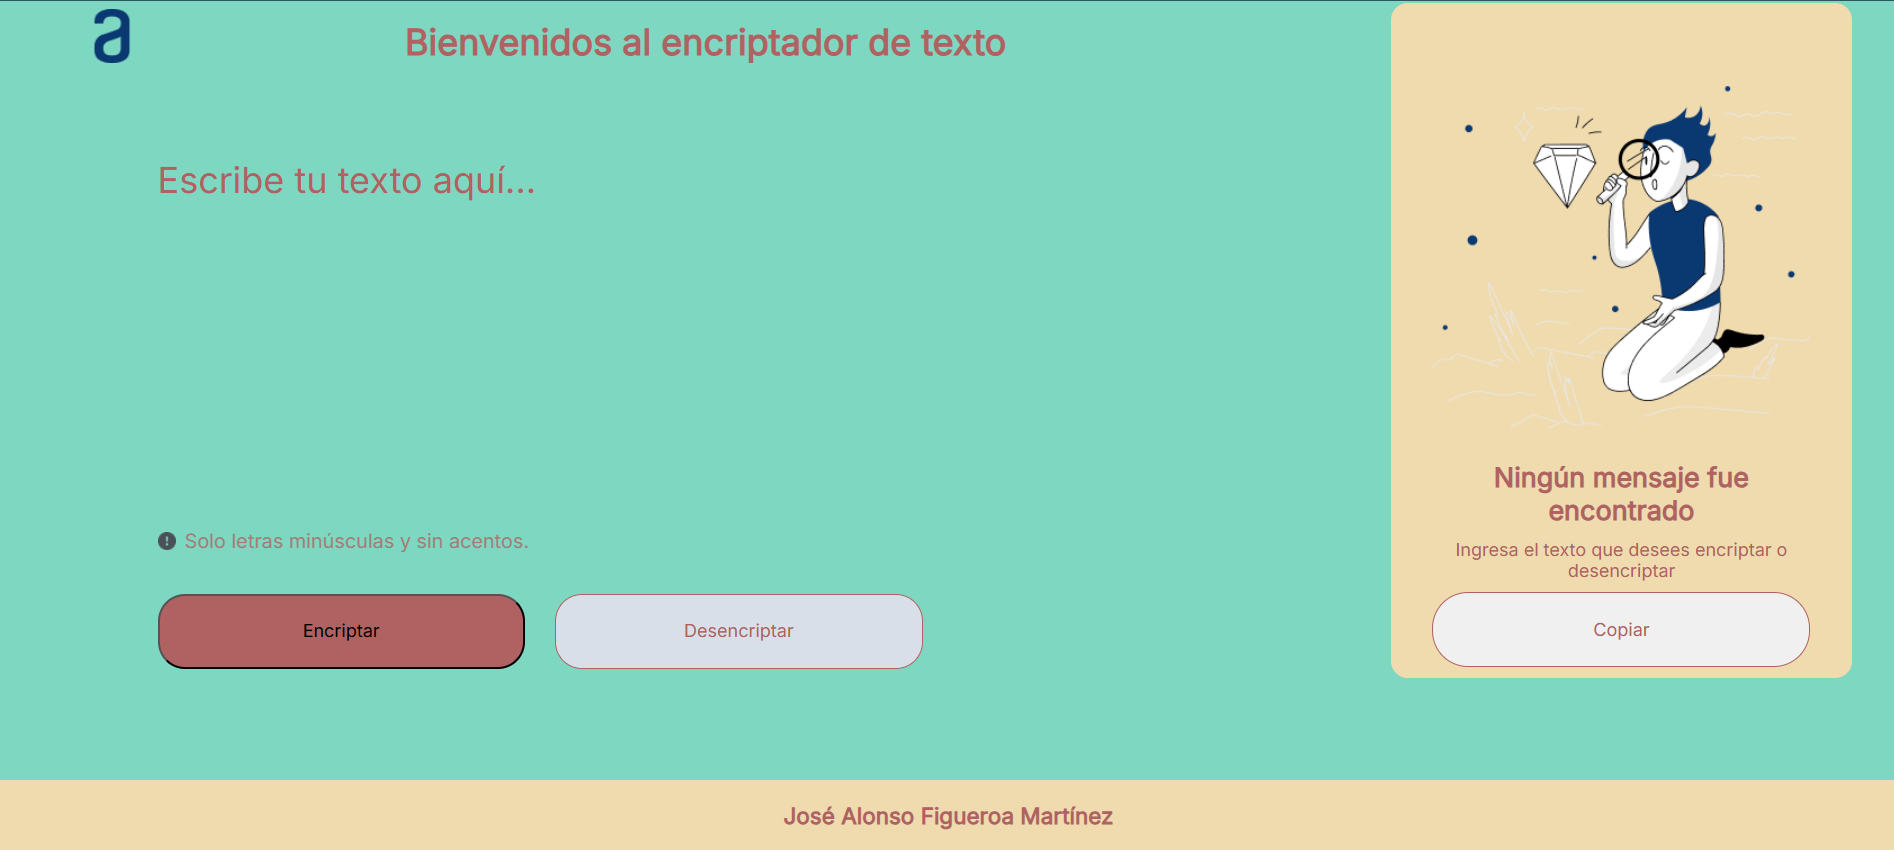 a
Bienvenidos al encriptador de texto
Escribe tu texto aquí...
Solo letras minúsculas y sin acentos.
Encriptar
Desencriptar
Ningún mensaje fue
encontrado
Ingresa el texto que desees encriptar o
desencriptar
Copiar
José Alonso Figueroa Martínez